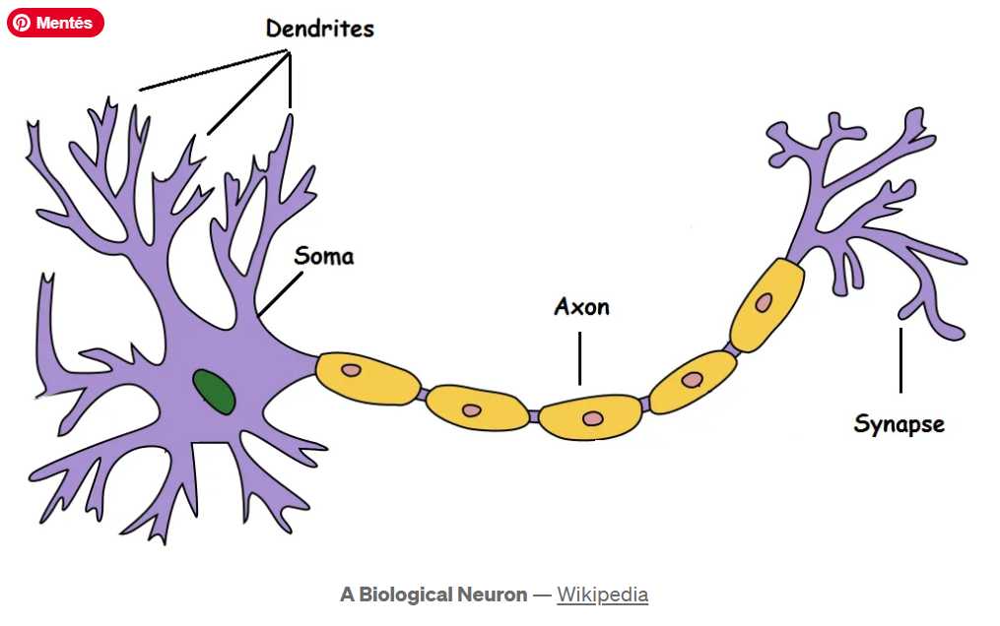 Mentés
Dendrites
Soma
Axon
Synapse
A Biological Neuron — Wikipedia